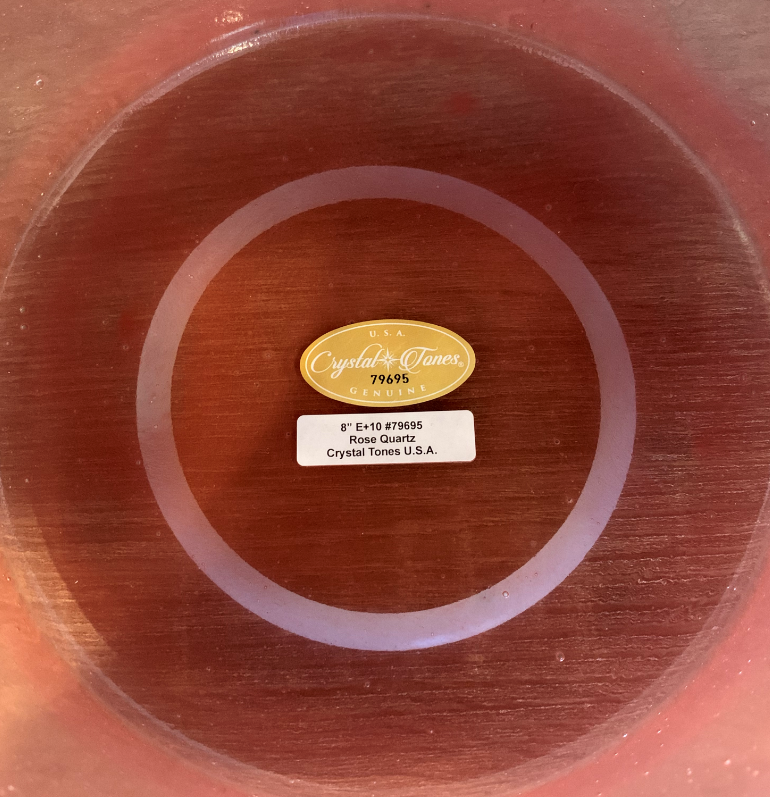 U. S. A.
Crystal Tones®
79695
GENUINE
8" E+10 #79695
Rose Quartz
Crystal Tones U.S.A.